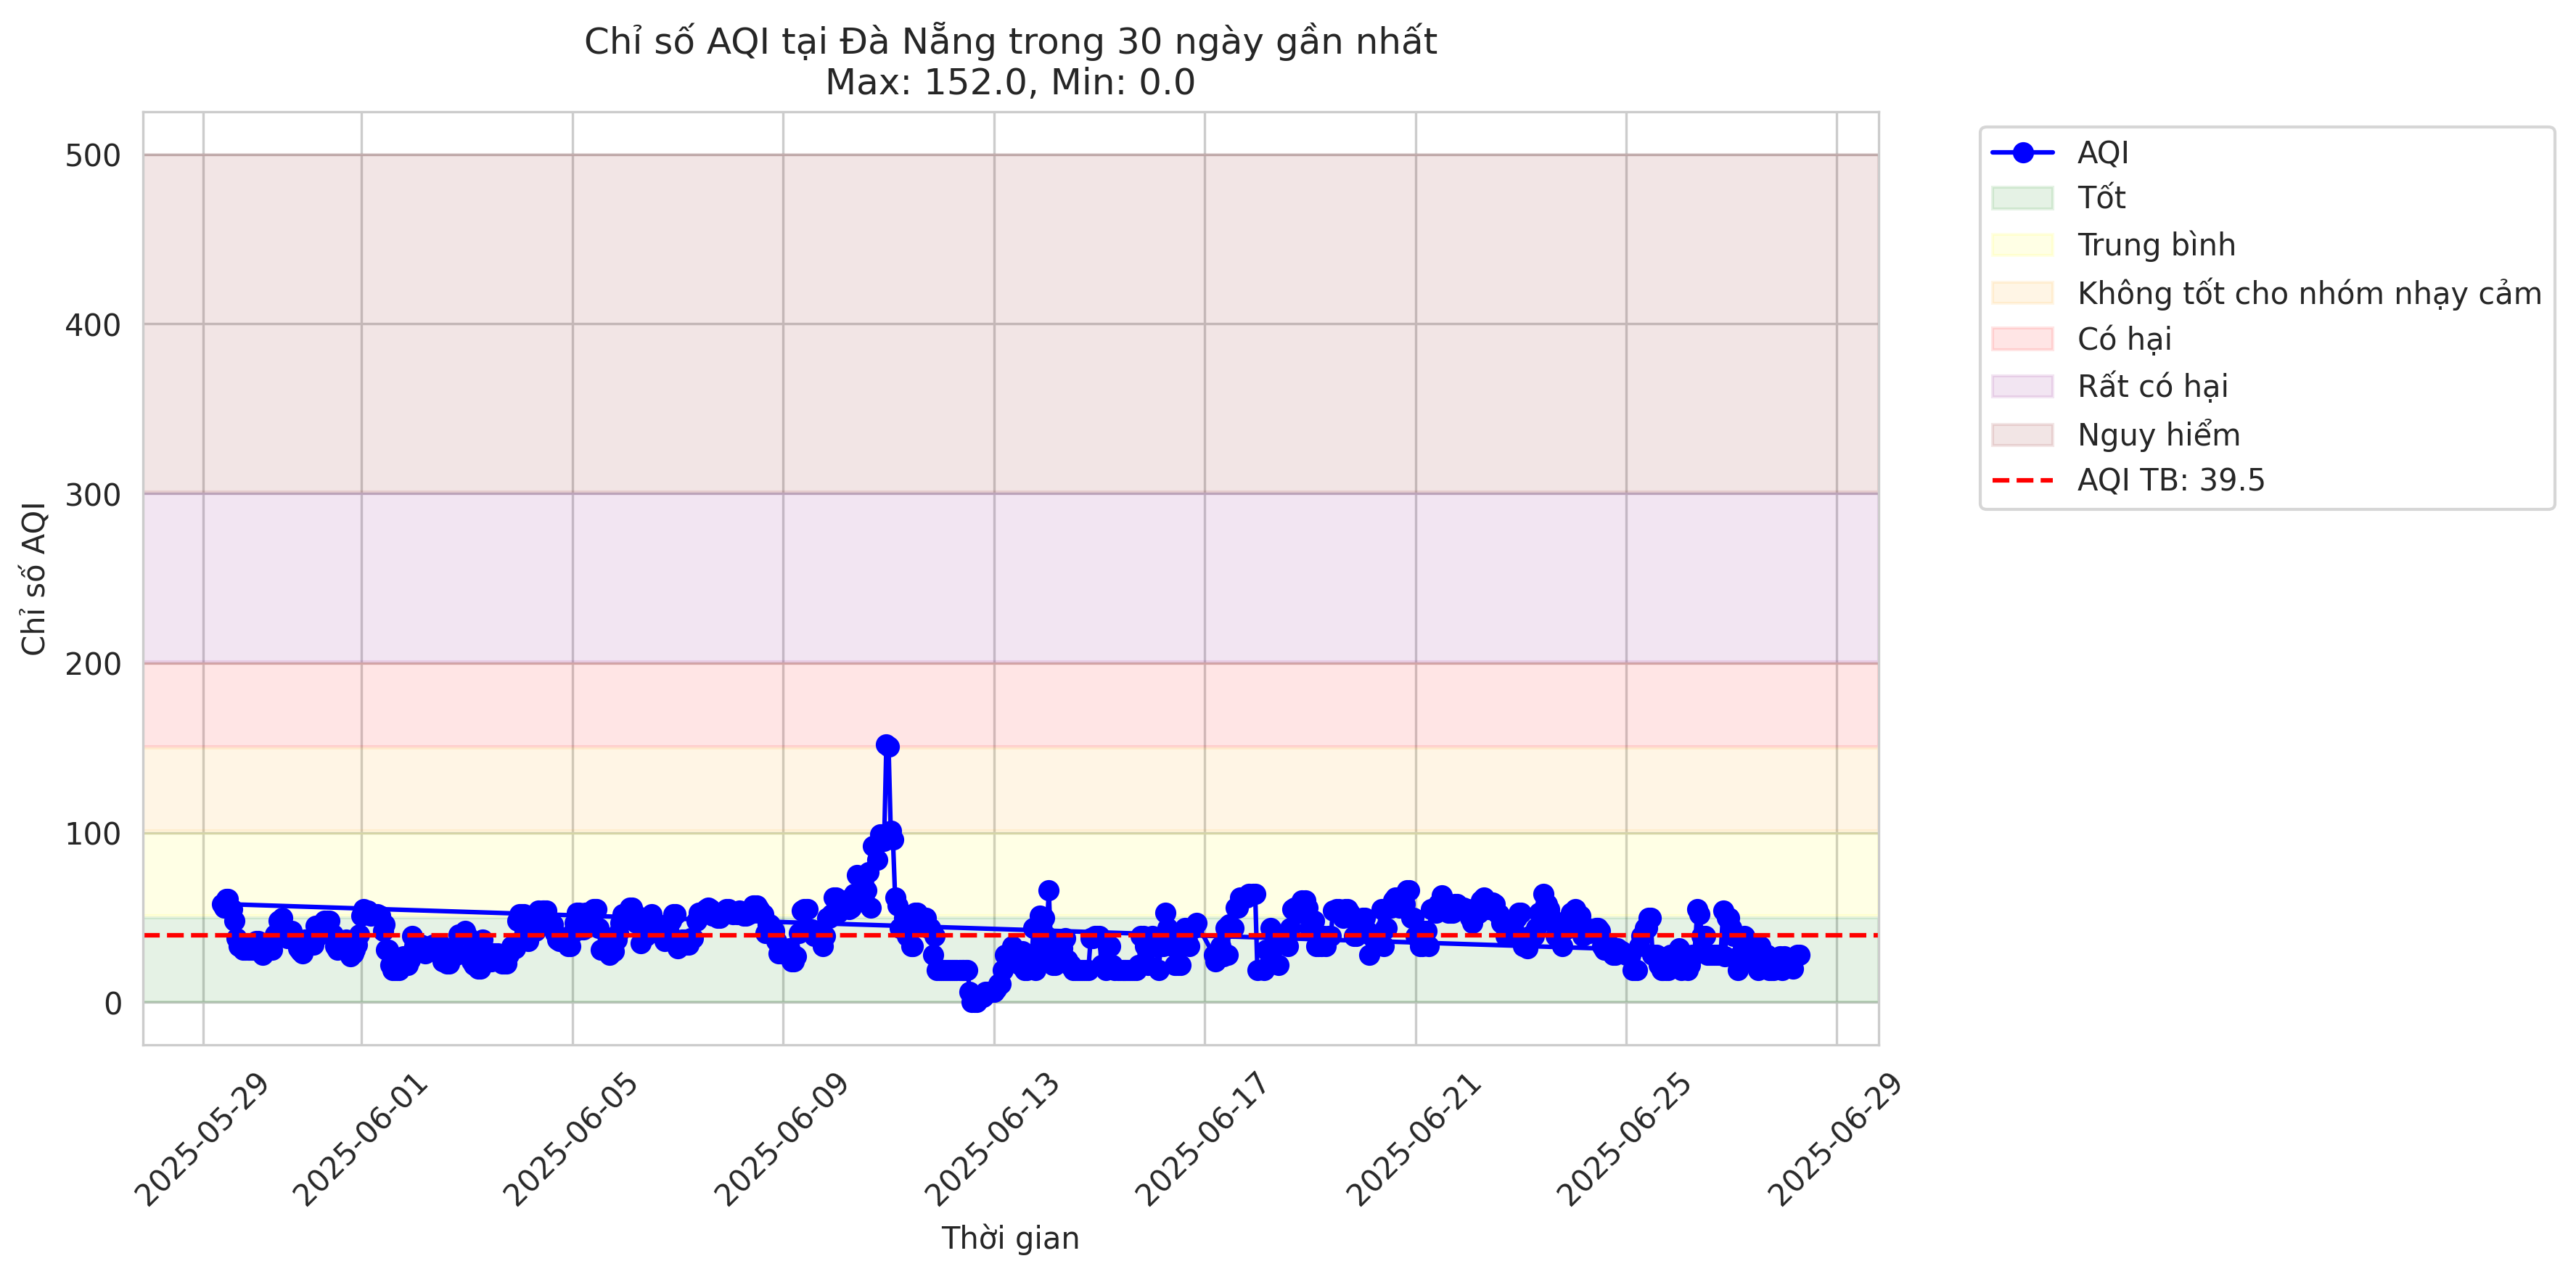 Chỉ số AQI tại Đà Nẵng trong 30 ngày gần nhất
Max: 152.0, Min: 0.0
Chỉ số AQI
500
400
300
200
100
0
2025-05-29
2025-06-01
2025-06-05
2025-06-09
2025-06-13
2025-06-17
2025-06-21
2025-06-25
2025-06-29
Thời gian
AQI
Tốt
Trung bình
Không tốt cho nhóm nhạy cảm
Có hại
Rất có hại
Nguy hiểm
AQI TB: 39.5